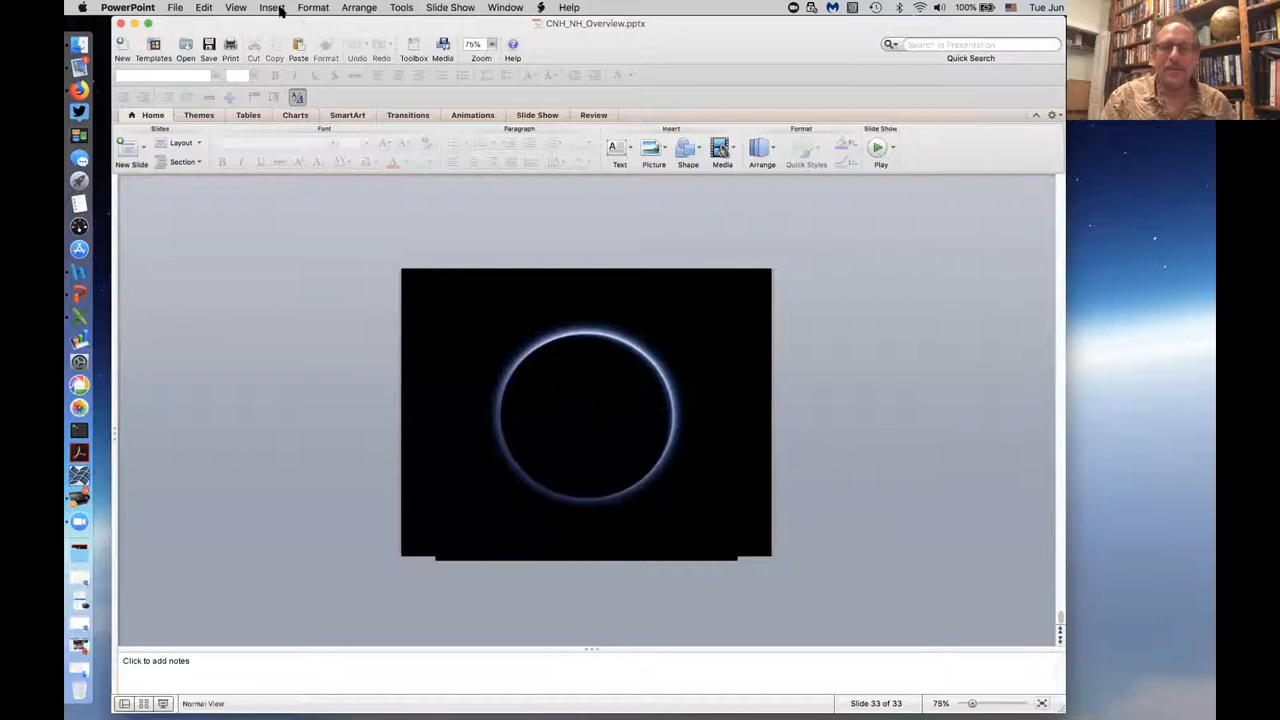 PowerPoint File Edit View Insert Format Arrange Tools Slide Show Window Help 100% Tue Jun
CNH_NH_Overview.pptx
75% Search in Presentation
New Templates Open Save Print Cut Copy Paste Format Undo Redo Toolbox Media Zoom Help Quick Search
Home Themes Tables Charts SmartArt Transitions Animations Slide Show Review
Slides Font Paragraph Insert Format Slide Show
Layout
Section
New Slide Text Picture Shape Media Arrange Quick Styles Play
Click to add notes
Normal View Slide 33 of 33 75%